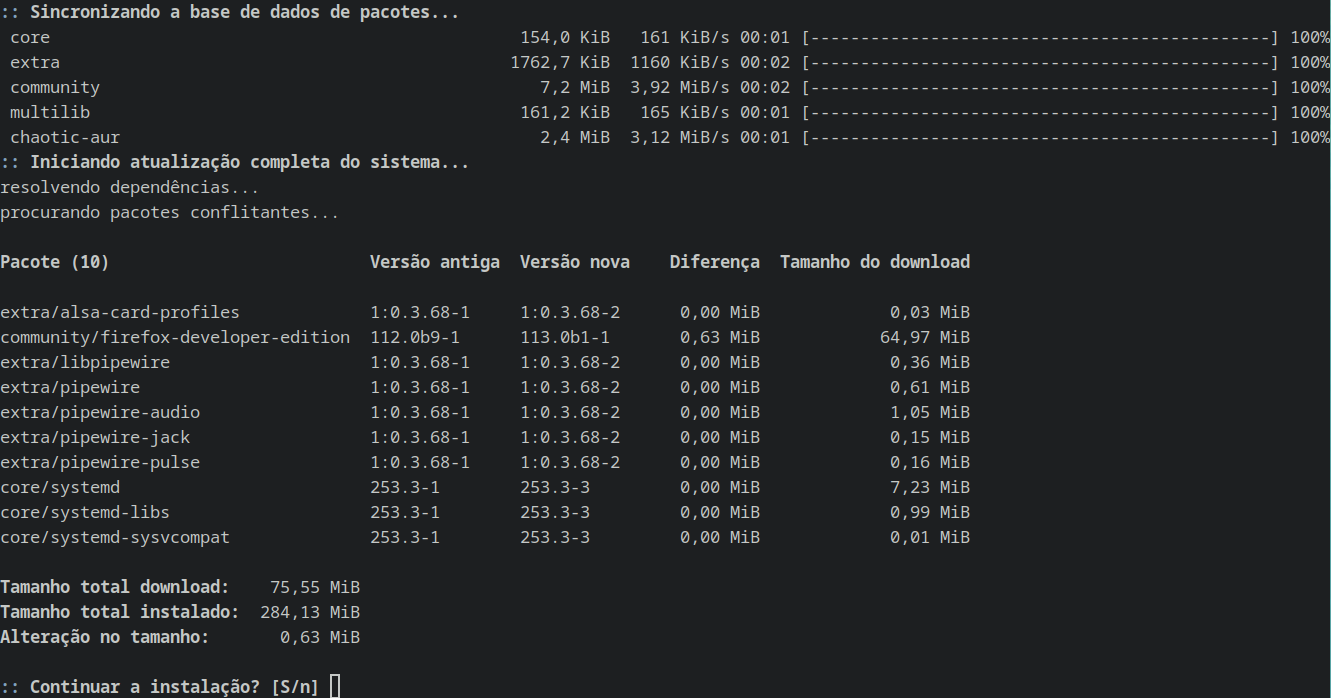 :: Sincronizando a base de dados de pacotes...
core 154,0 KiB 161 KiB/s 00:01 [----------------------------------------------] 100%
extra 1762,7 KiB 1160 KiB/s 00:02 [----------------------------------------------] 100%
community 7,2 MiB 3,92 MiB/s 00:02 [----------------------------------------------] 100%
multilib 161,2 KiB 165 KiB/s 00:01 [----------------------------------------------] 100%
chaotic-aur 2,4 MiB 3,12 MiB/s 00:01 [----------------------------------------------] 100%
:: Iniciando atualização completa do sistema...
resolvendo dependências...
procurando pacotes conflitantes...
Pacote (10) Versão antiga Versão nova Diferença Tamanho do download
extra/alsa-card-profiles 1:0.3.68-1 1:0.3.68-2 0,00 MiB 0,03 MiB
community/firefox-developer-edition 112.0b9-1 113.0b1-1 0,63 MiB 64,97 MiB
extra/libpipewire 1:0.3.68-1 1:0.3.68-2 0,00 MiB 0,36 MiB
extra/pipewire 1:0.3.68-1 1:0.3.68-2 0,00 MiB 0,61 MiB
extra/pipewire-audio 1:0.3.68-1 1:0.3.68-2 0,00 MiB 1,05 MiB
extra/pipewire-jack 1:0.3.68-1 1:0.3.68-2 0,00 MiB 0,15 MiB
extra/pipewire-pulse 1:0.3.68-1 1:0.3.68-2 0,00 MiB 0,16 MiB
core/systemd 253.3-1 253.3-3 0,00 MiB 7,23 MiB
core/systemd-libs 253.3-1 253.3-3 0,00 MiB 0,99 MiB
core/systemd-sysvcompat 253.3-1 253.3-3 0,00 MiB 0,01 MiB
Tamanho total download: 75,55 MiB
Tamanho total instalado: 284,13 MiB
Alteração no tamanho: 0,63 MiB
:: Continuar a instalação? [S/n]